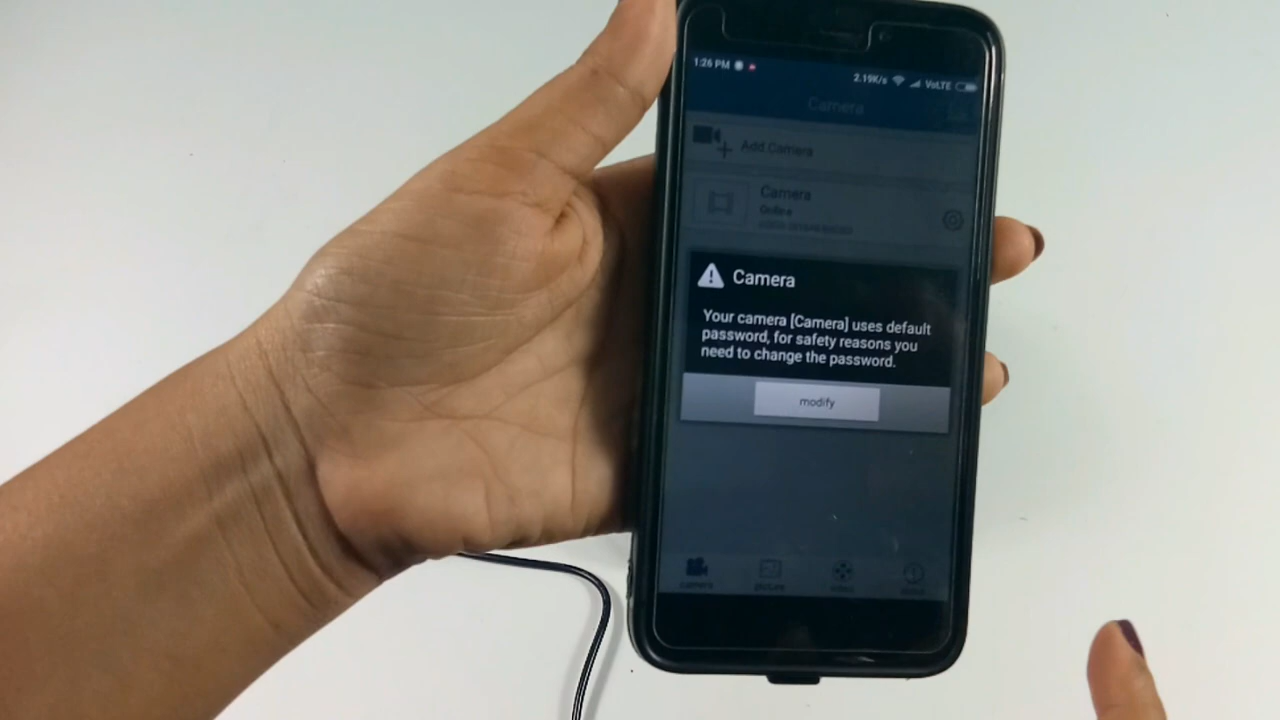 1:26 PM
2.19K/s
VoLTE
Camera
Add Camera
Camera
Online
Camera
Your camera [Camera] uses default
password, for safety reasons you
need to change the password.
modify
camera
picture
video